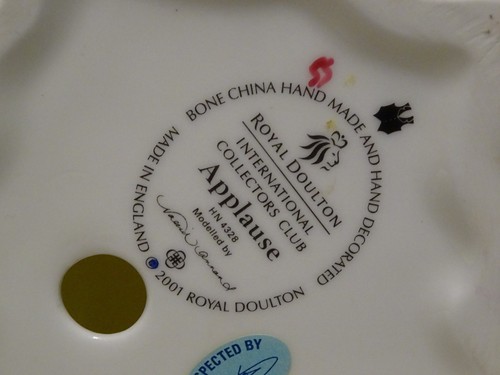 BONE CHINA HAND MADE AND HAND DECORATED
MADE IN ENGLAND
© 2001 ROYAL DOULTON
ROYAL DOULTON
INTERNATIONAL
COLLECTORS CLUB
Applause
HN 4328
Modelled by
SPECTED BY